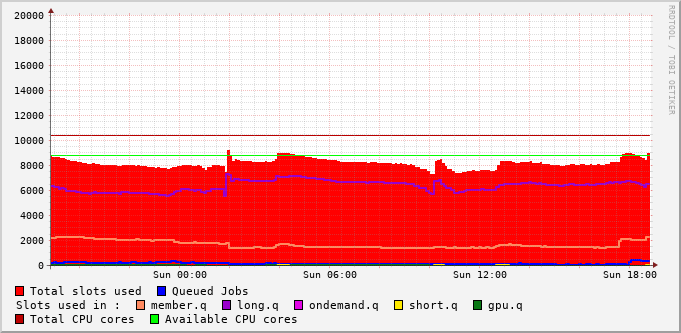 20000
18000
16000
14000
12000
10000
8000
6000
4000
2000
0
Sun 00:00 Sun 06:00 Sun 12:00 Sun 18:00
Total slots used Queued Jobs
Slots used in : member.q long.q ondemand.q short.q gpu.q
Total CPU cores Available CPU cores
RRDTOOL / TOBI OETIKER